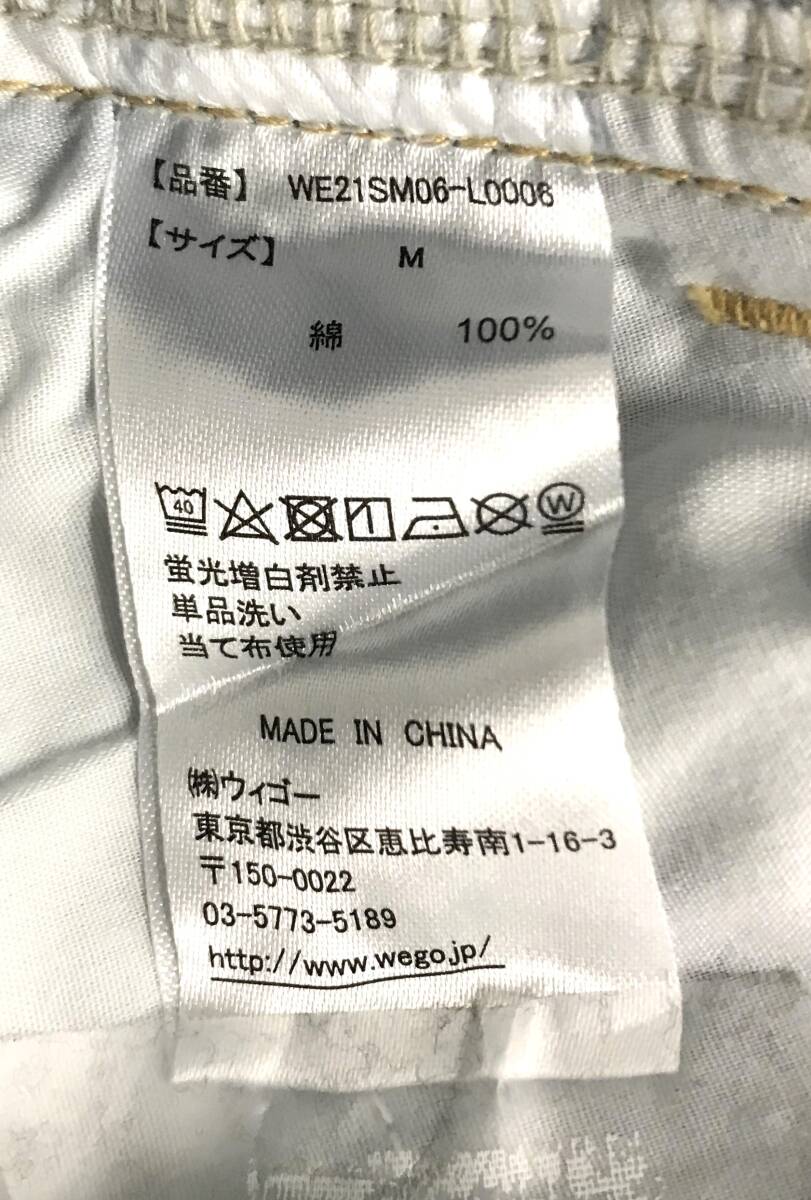 【品番】 WE21SM06-L0008
【サイズ】 M
綿 100%
40 W
蛍光増白剤禁止
単品洗い
当て布使用
MADE IN CHINA
㈱ウィゴー
東京都渋谷区恵比寿南1-16-3
〒150-0022
03-5773-5189
http://www.wego.jp/